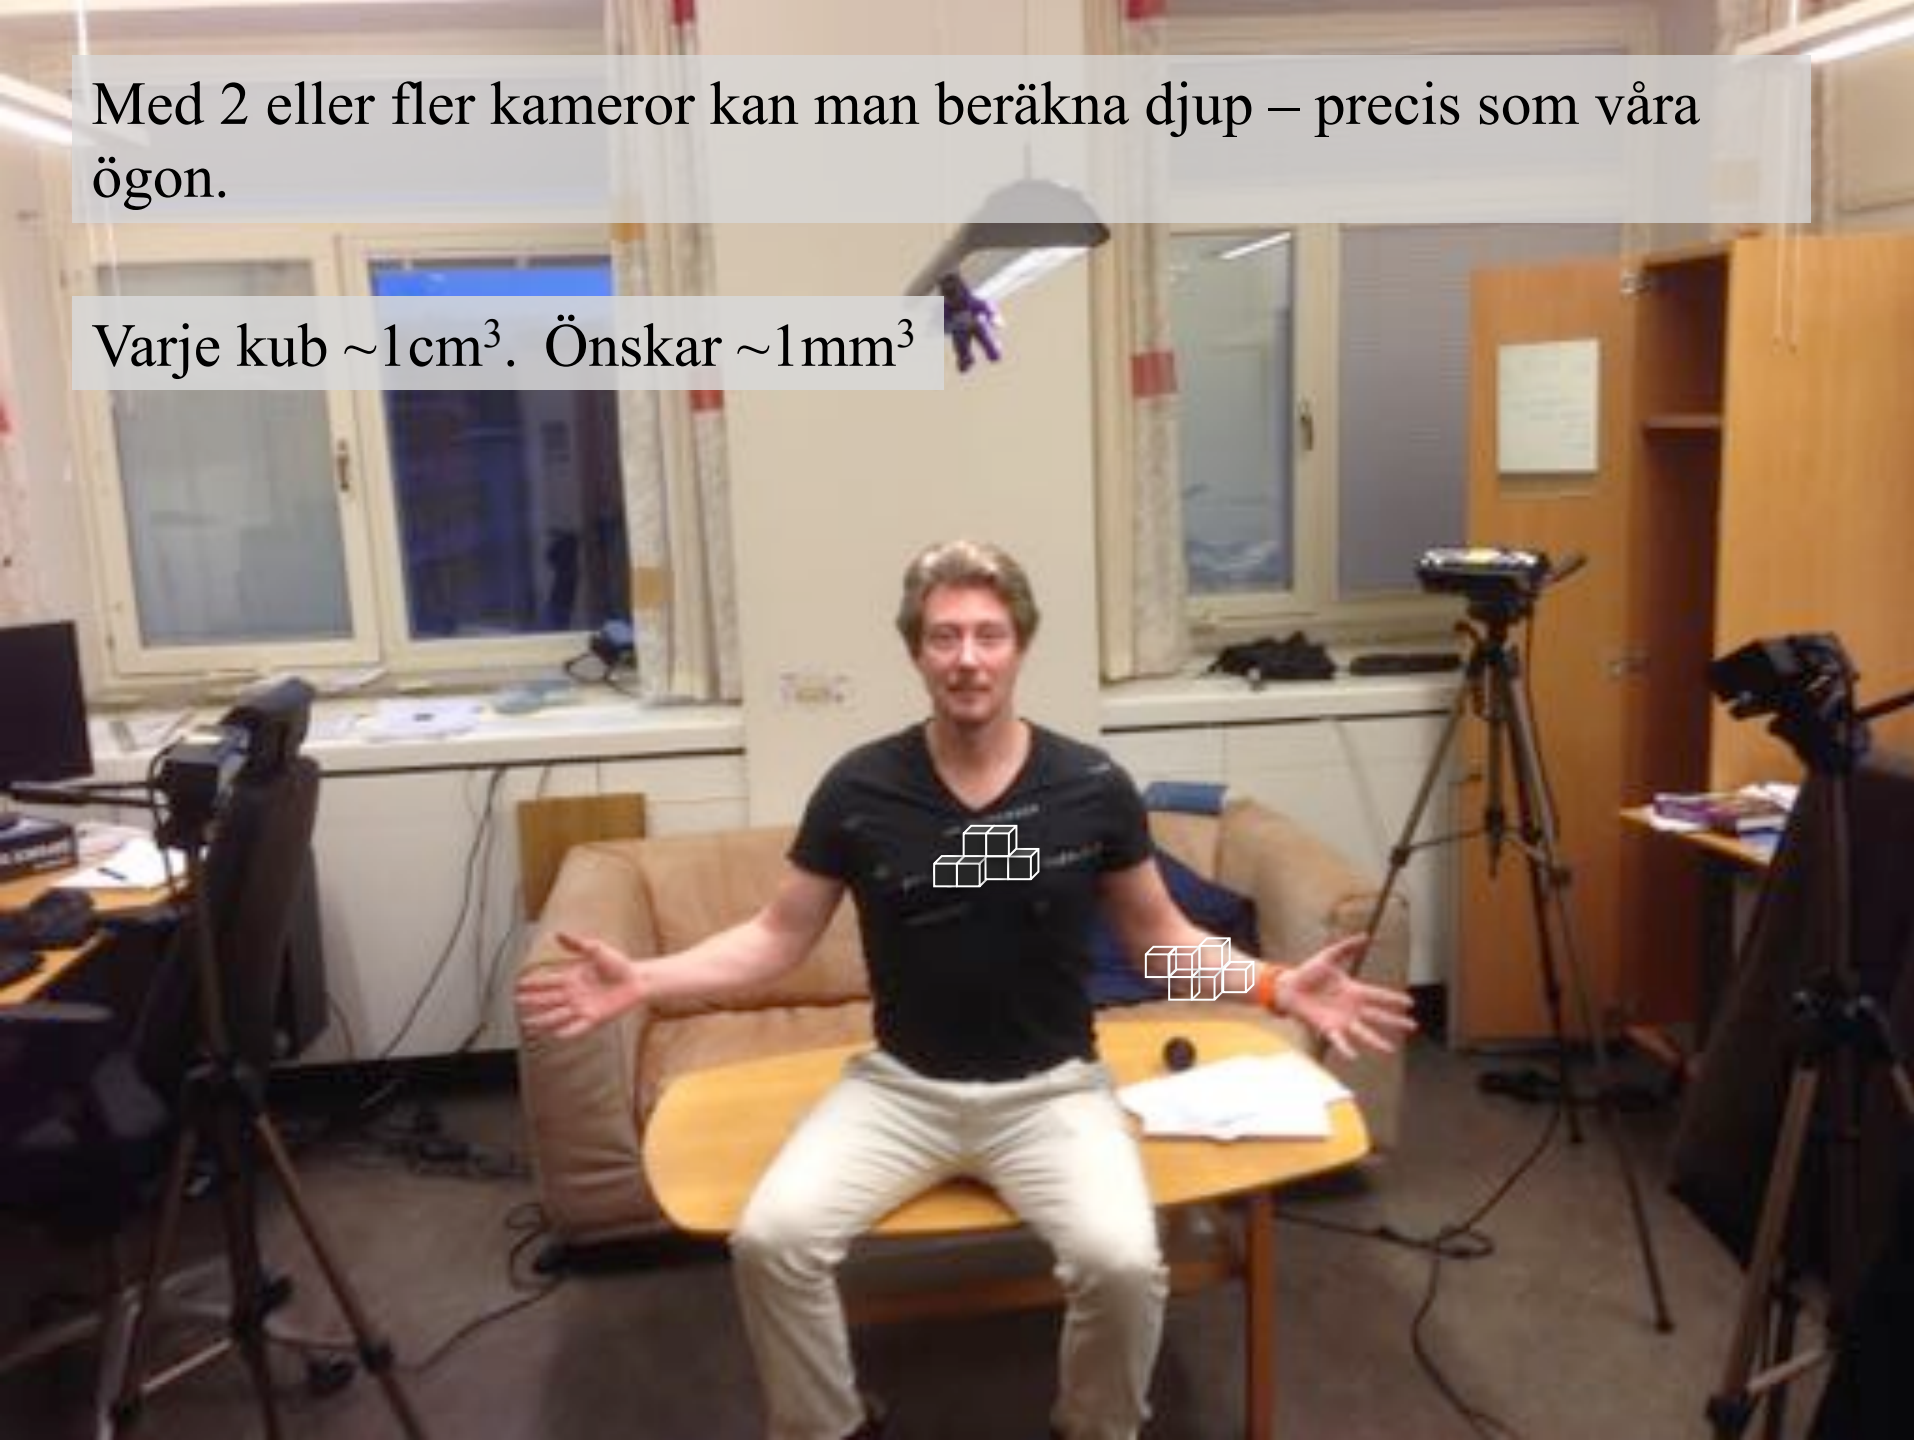 Med 2 eller fler kameror kan man beräkna djup – precis som våra
ögon.
Varje kub ~1cm³.  Önskar ~1mm³